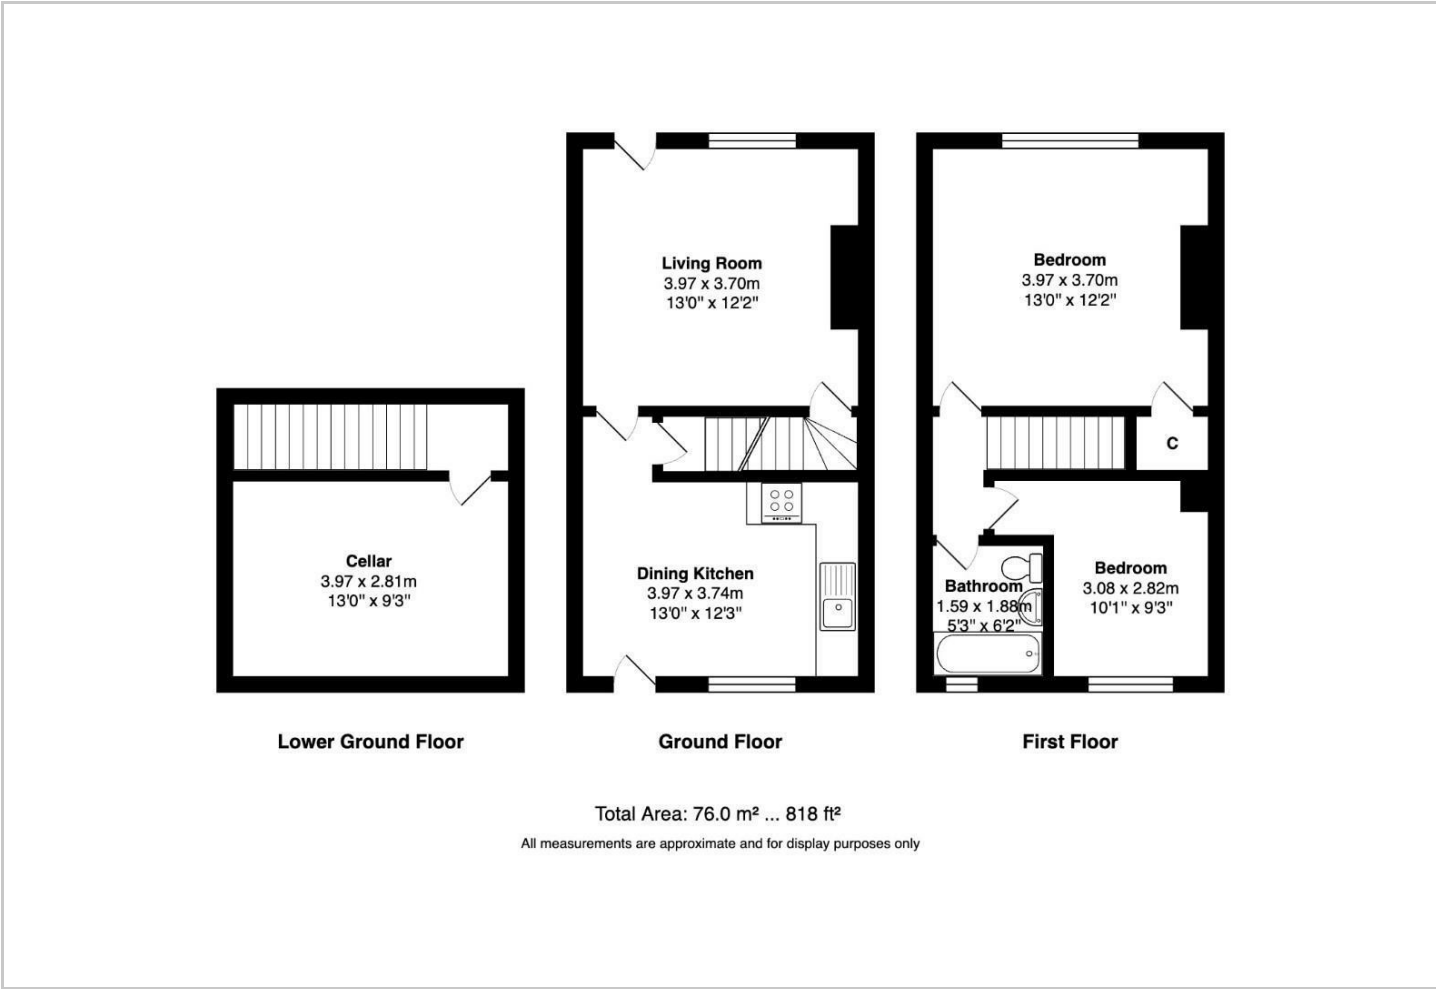 Living Room
3.97 x 3.70m
13'0" x 12'2"
Bedroom
3.97 x 3.70m
13'0" x 12'2"
C
Cellar
3.97 x 2.81m
13'0" x 9'3"
Dining Kitchen
3.97 x 3.74m
13'0" x 12'3"
Bathroom
1.59 x 1.88m
5'3" x 6'2"
Bedroom
3.08 x 2.82m
10'1" x 9'3"
Lower Ground Floor
Ground Floor
First Floor
Total Area: 76.0 m² ... 818 ft²
All measurements are approximate and for display purposes only